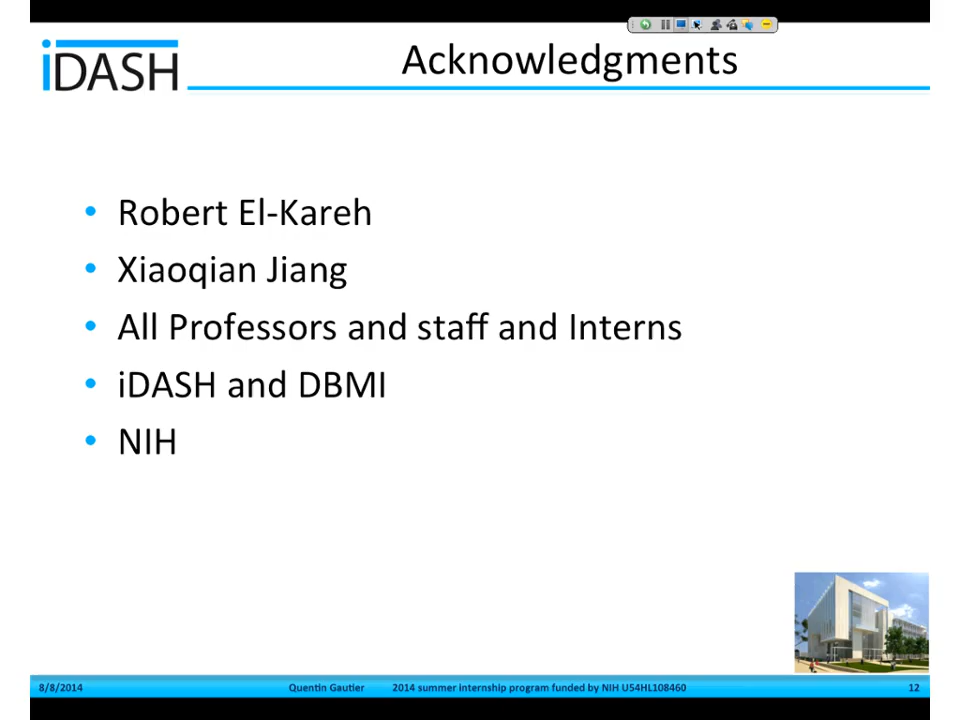 iDASH
Acknowledgments
• Robert El-Kareh
• Xiaoqian Jiang
• All Professors and staff and Interns
• iDASH and DBMI
• NIH
8/8/2014 Quentin Gautier 2014 summer internship program funded by NIH U54HL108460 12